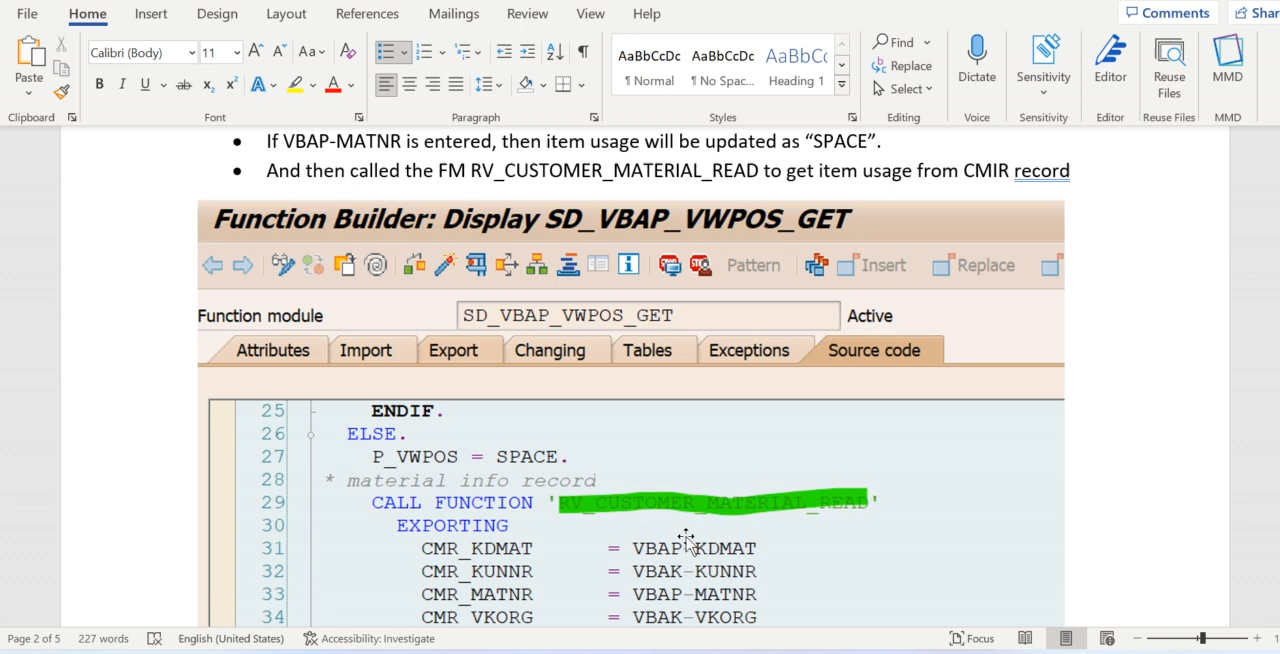 File Home Insert Design Layout References Mailings Review View Help Comments Shar
Paste
Clipboard
Calibri (Body) 11 Aa
B I U ab x₂ x² A A
Font
Paragraph
AaBbCcDc AaBbCcDc AaBbCc
¶ Normal ¶ No Spac... Heading 1
Styles
Find
Replace
Select
Editing
Dictate
Voice
Sensitivity
Sensitivity
Editor
Editor
Reuse
Files
Reuse Files
MMD
MMD
• If VBAP-MATNR is entered, then item usage will be updated as “SPACE”.
• And then called the FM RV_CUSTOMER_MATERIAL_READ to get item usage from CMIR record
Function Builder: Display SD_VBAP_VWPOS_GET
Pattern Insert Replace
Function module SD_VBAP_VWPOS_GET Active
Attributes Import Export Changing Tables Exceptions Source code
25 ENDIF.
26 ELSE.
27 P_VWPOS = SPACE.
28 * material info record
29 CALL FUNCTION 'RV_CUSTOMER_MATERIAL_READ'
30 EXPORTING
31 CMR_KDMAT = VBAP-KDMAT
32 CMR_KUNNR = VBAK-KUNNR
33 CMR_MATNR = VBAP-MATNR
34 CMR_VKORG = VBAK-VKORG
Page 2 of 5 227 words English (United States) Accessibility: Investigate Focus 1